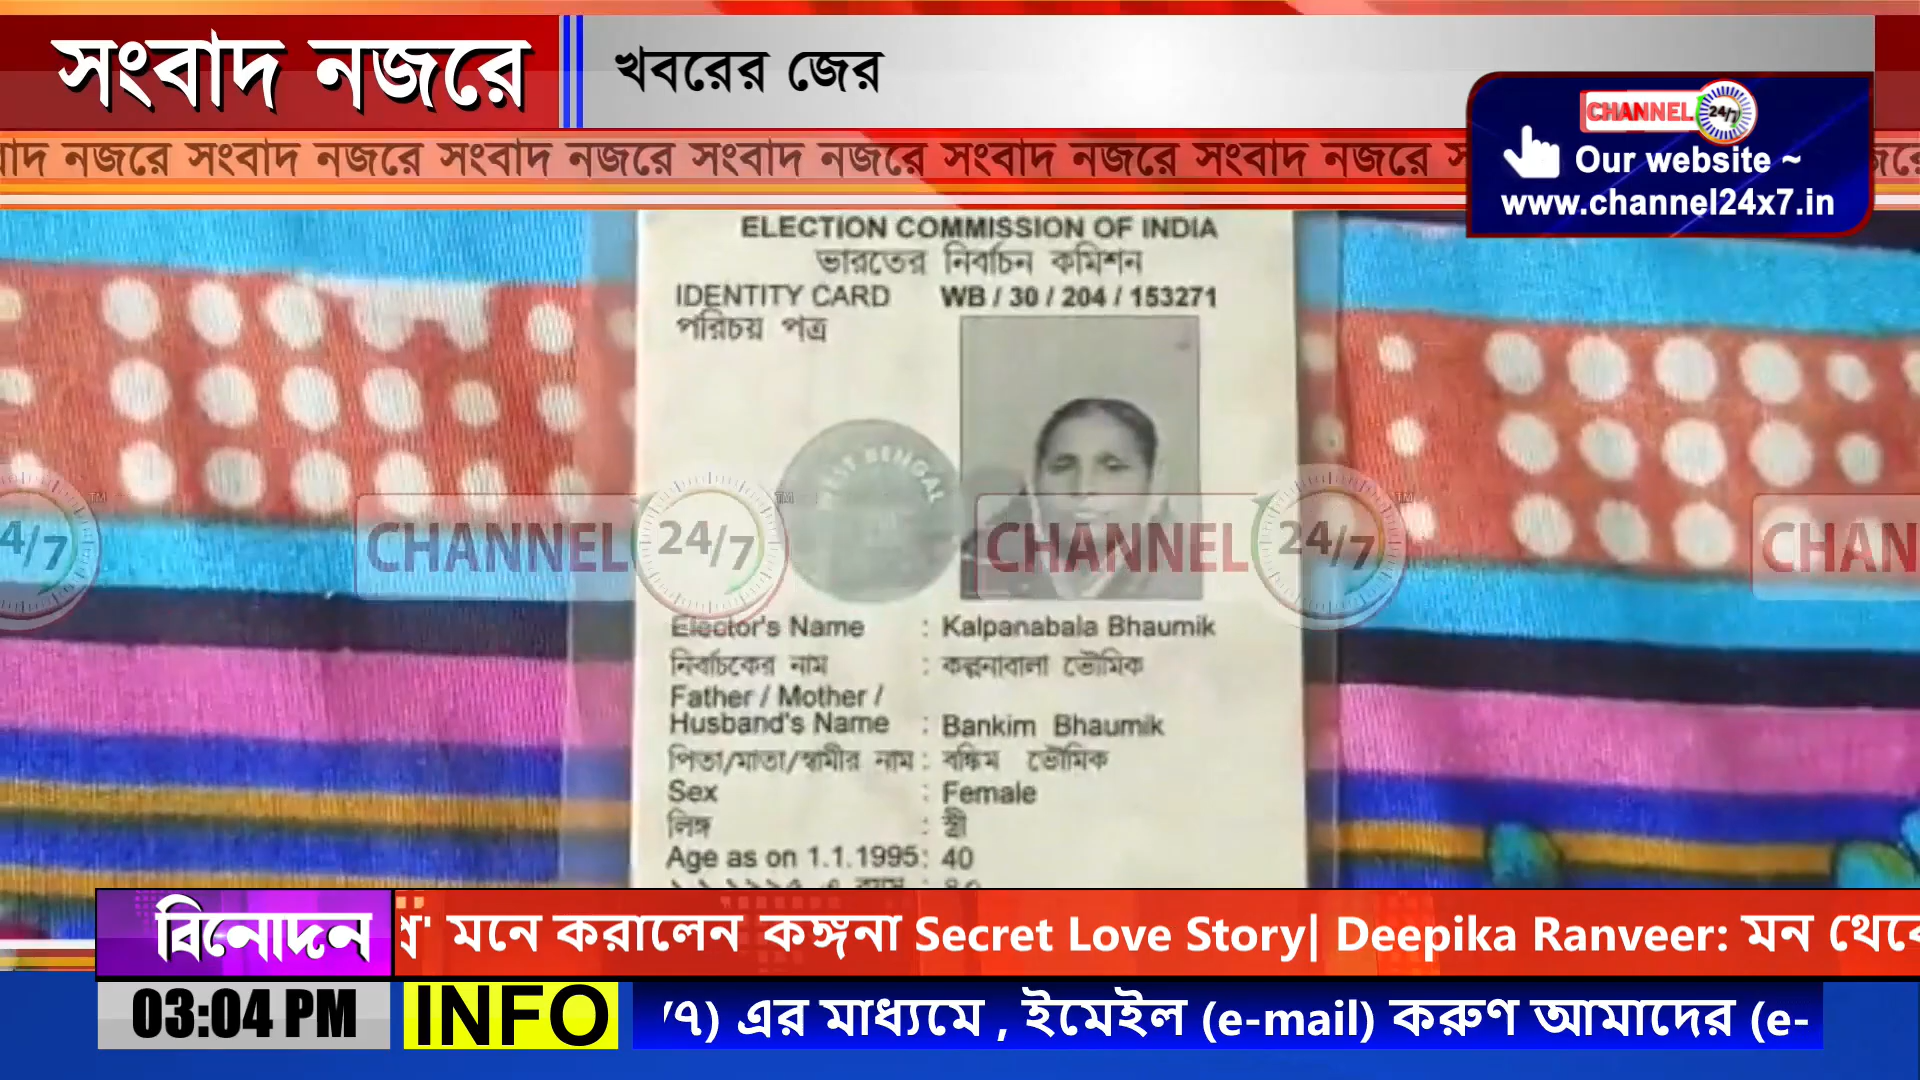 সংবাদ নজরে
খবরের জের
CHANNEL 24/7
Our website ~
www.channel24x7.in
নজরে সংবাদ নজরে সংবাদ নজরে সংবাদ নজরে সংবাদ নজরে সংবাদ নজরে
ELECTION COMMISSION OF INDIA
ভারতের নির্বাচন কমিশন
IDENTITY CARD WB / 30 / 204 / 153271
পরিচয় পত্র
WEST BENGAL
CHANNEL 24/7 CHANNEL 24/7
Elector's Name : Kalpanabala Bhaumik
নির্বাচকের নাম : কল্পনাবালা ভৌমিক
Father / Mother /
Husband's Name : Bankim Bhaumik
পিতা/মাতা/স্বামীর নাম : বঙ্কিম ভৌমিক
Sex : Female
লিঙ্গ : স্ত্রী
Age as on 1.1.1995 : 40
বিনোদন
মনে করালেন কঙ্গনা Secret Love Story| Deepika Ranveer: মন থেকে
03:04 PM
INFO
/৭) এর মাধ্যমে , ইমেইল (e-mail) করুণ আমাদের (e-